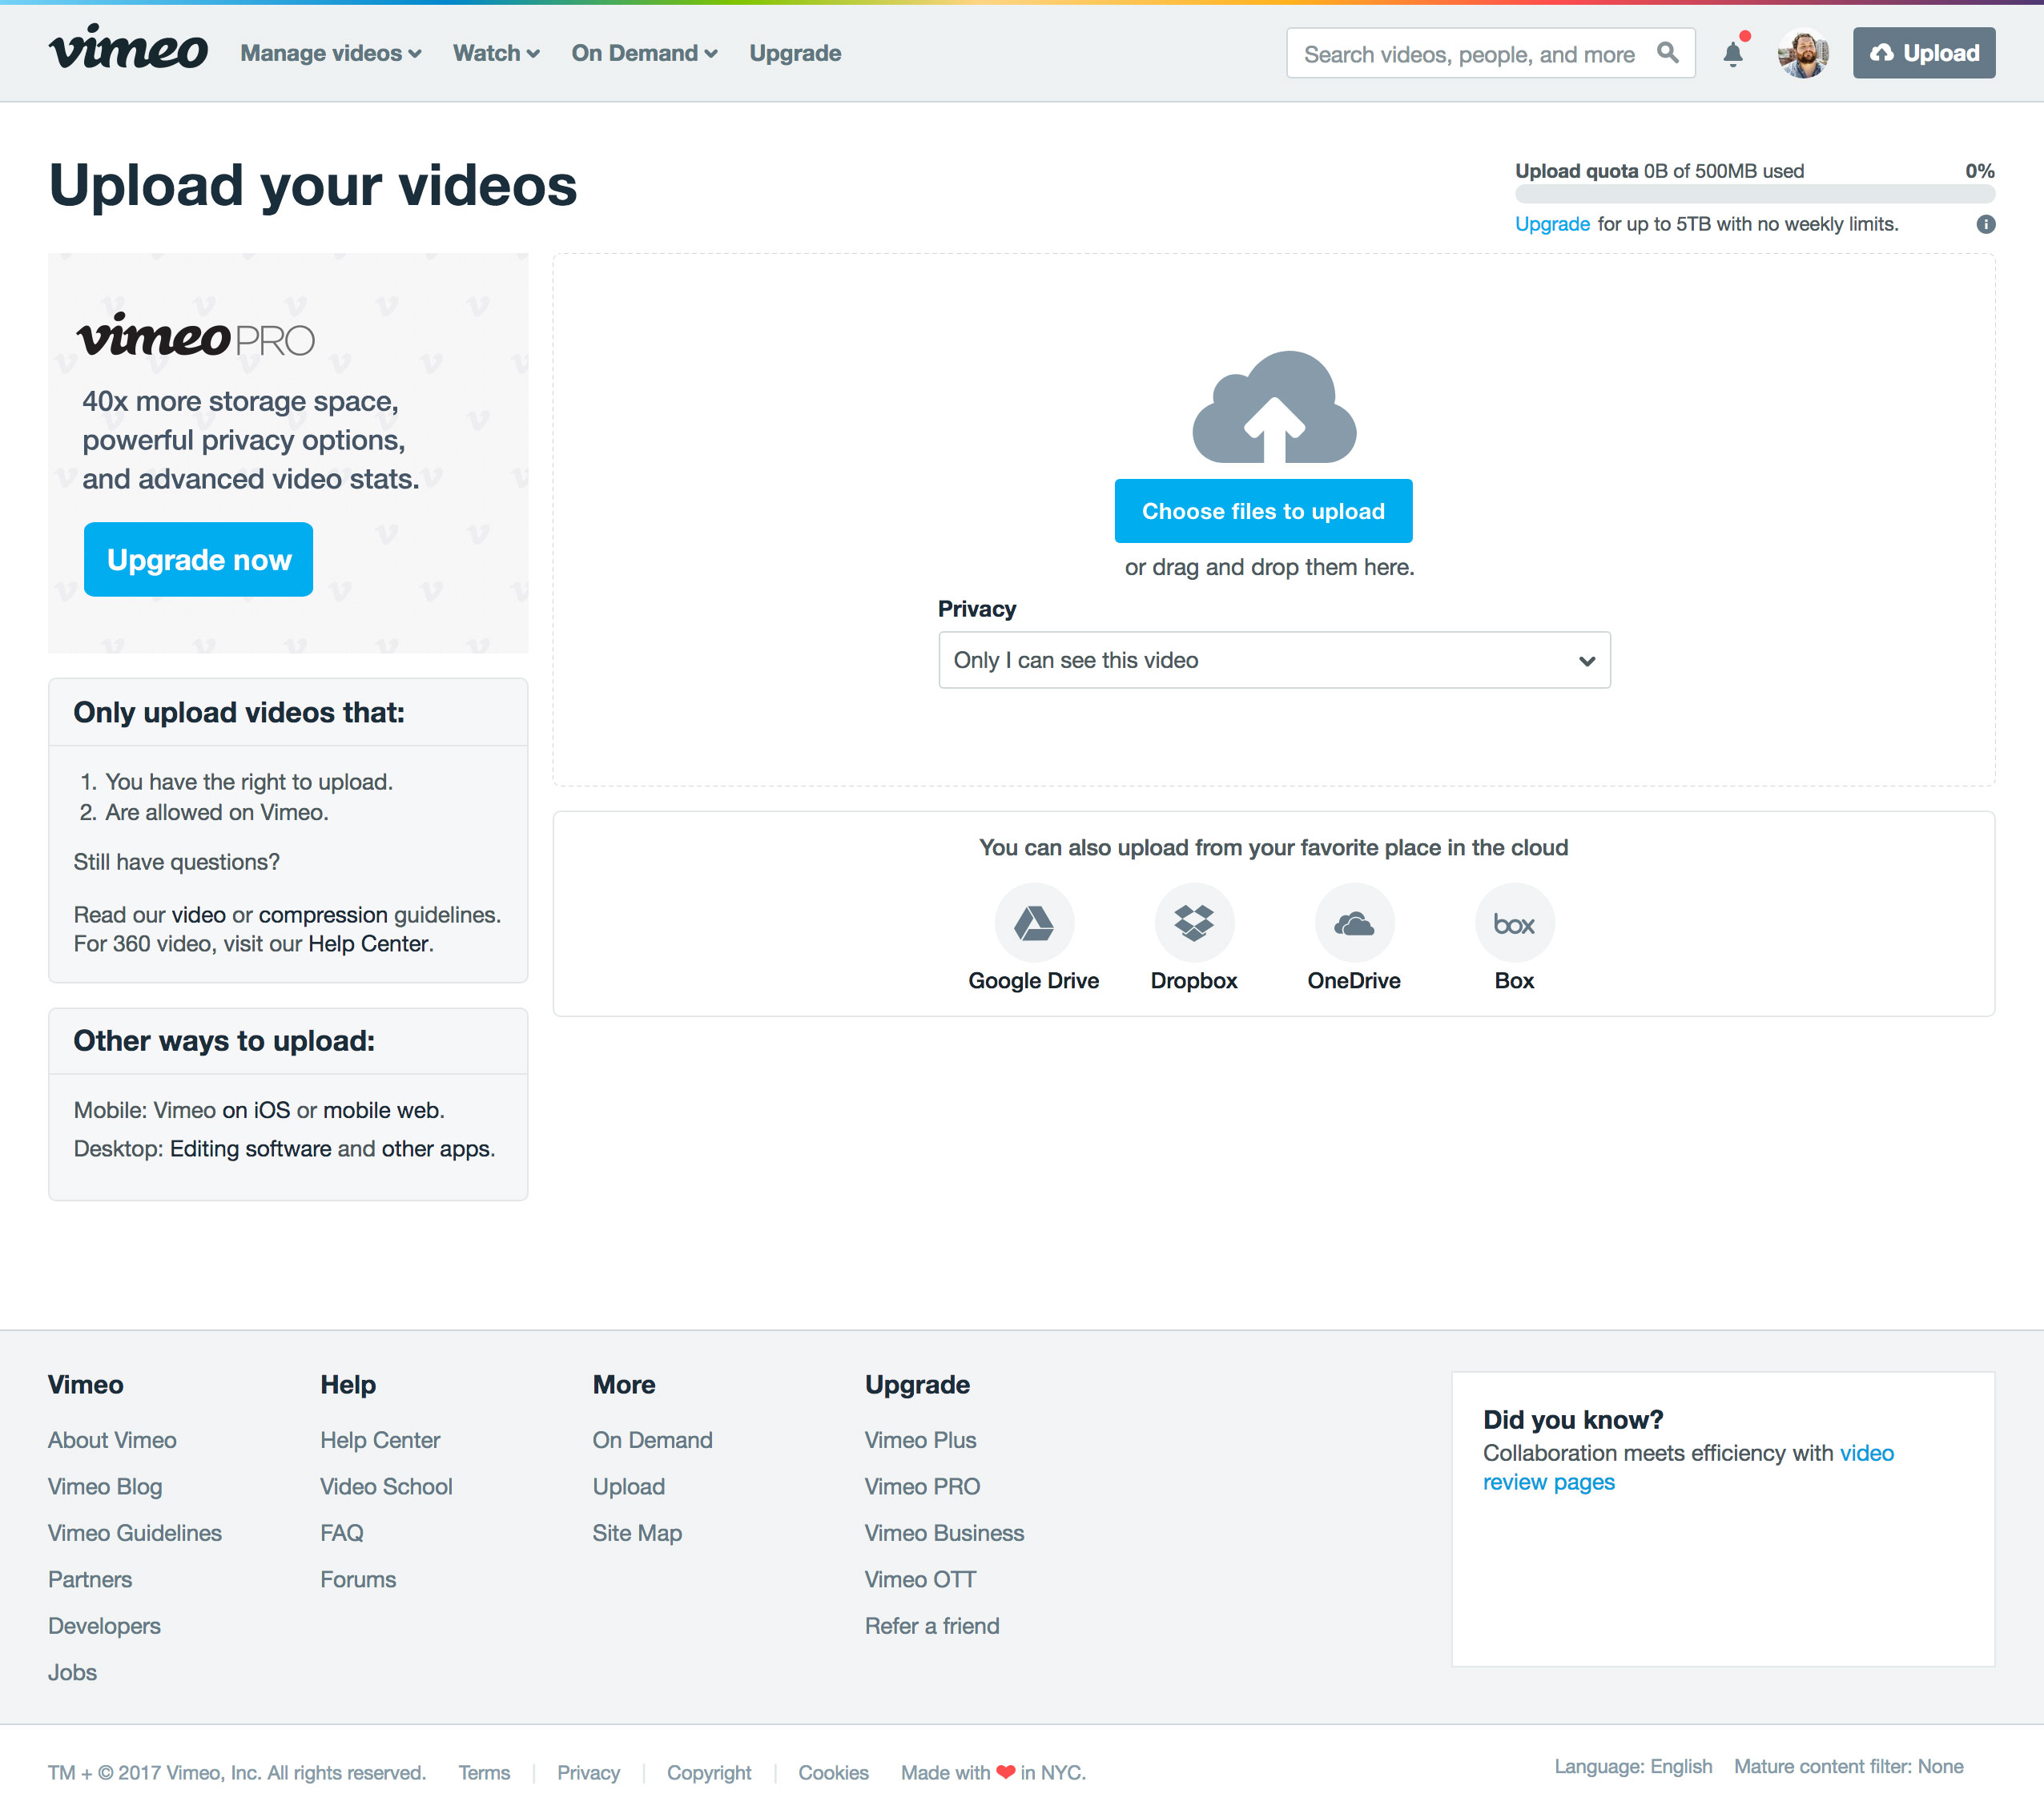 vimeo
Manage videos
Watch
On Demand
Upgrade
Search videos, people, and more
Upload
Upload your videos
Upload quota 0B of 500MB used
0%
Upgrade for up to 5TB with no weekly limits.
vimeo PRO
40x more storage space,
powerful privacy options,
and advanced video stats.
Upgrade now
Choose files to upload
or drag and drop them here.
Privacy
Only I can see this video
Only upload videos that:
1. You have the right to upload.
2. Are allowed on Vimeo.
Still have questions?
Read our video or compression guidelines.
For 360 video, visit our Help Center.
You can also upload from your favorite place in the cloud
box
Google Drive
Dropbox
OneDrive
Box
Other ways to upload:
Mobile: Vimeo on iOS or mobile web.
Desktop: Editing software and other apps.
Vimeo
About Vimeo
Vimeo Blog
Vimeo Guidelines
Partners
Developers
Jobs
Help
Help Center
Video School
FAQ
Forums
More
On Demand
Upload
Site Map
Upgrade
Vimeo Plus
Vimeo PRO
Vimeo Business
Vimeo OTT
Refer a friend
Did you know?
Collaboration meets efficiency with video
review pages
TM + © 2017 Vimeo, Inc. All rights reserved.
Terms
Privacy
Copyright
Cookies
Made with ❤ in NYC.
Language: English
Mature content filter: None